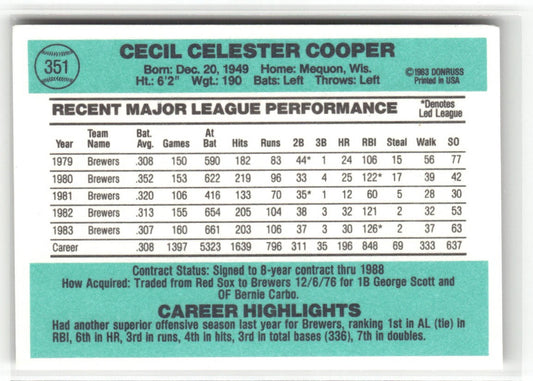 351
CECIL CELESTER COOPER
Born: Dec. 20, 1949 Home: Mequon, Wis.
Ht.: 6'2" Wgt.: 190 Bats: Left Throws: Left
©1983 DONRUSS
Printed in USA
RECENT MAJOR LEAGUE PERFORMANCE
*Denotes
Led League
Year Team Name Bat. Avg. Games At Bat Hits Runs 2B 3B HR RBI Steal Walk SO
1979 Brewers .308 150 590 182 83 44* 1 24 106 15 56 77
1980 Brewers .352 153 622 219 96 33 4 25 122* 17 39 42
1981 Brewers .320 106 416 133 70 35* 1 12 60 5 28 30
1982 Brewers .313 155 654 205 104 38 3 32 121 2 32 53
1983 Brewers .307 160 661 203 106 37 3 30 126* 2 37 63
Career .308 1397 5323 1639 796 311 35 196 848 69 333 637
Contract Status: Signed to 8-year contract thru 1988
How Acquired: Traded from Red Sox to Brewers 12/6/76 for 1B George Scott and
OF Bernie Carbo.
CAREER HIGHLIGHTS
Had another superior offensive season last year for Brewers, ranking 1st in AL (tie) in
RBI, 6th in HR, 3rd in runs, 4th in hits, 3rd in total bases (336), 7th in doubles.